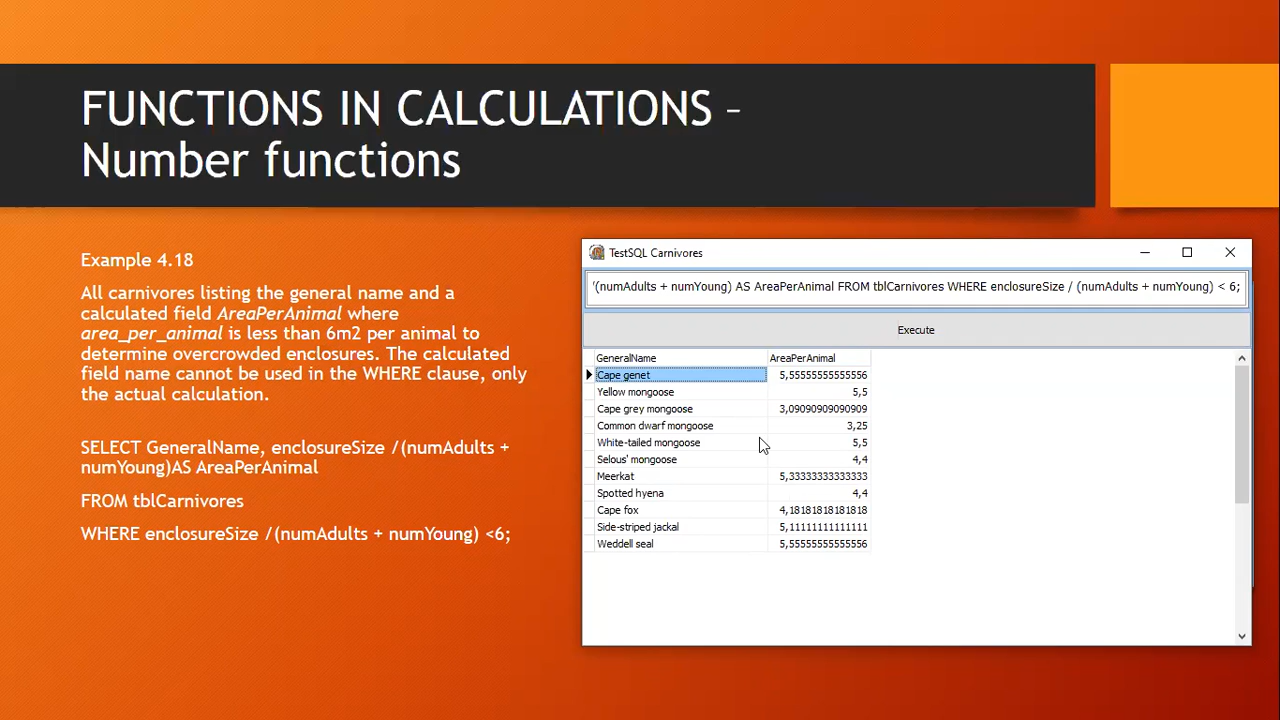 FUNCTIONS IN CALCULATIONS –
Number functions
Example 4.18
All carnivores listing the general name and a
calculated field AreaPerAnimal where
area_per_animal is less than 6m2 per animal to
determine overcrowded enclosures. The calculated
field name cannot be used in the WHERE clause, only
the actual calculation.
SELECT GeneralName, enclosureSize /(numAdults +
numYoung)AS AreaPerAnimal
FROM tblCarnivores
WHERE enclosureSize /(numAdults + numYoung) <6;
TestSQL Carnivores
(numAdults + numYoung) AS AreaPerAnimal FROM tblCarnivores WHERE enclosureSize / (numAdults + numYoung) < 6;
Execute
GeneralName AreaPerAnimal
Cape genet 5,55555555555556
Yellow mongoose 5,5
Cape grey mongoose 3,09090909090909
Common dwarf mongoose 3,25
White-tailed mongoose 5,5
Selous' mongoose 4,4
Meerkat 5,33333333333333
Spotted hyena 4,4
Cape fox 4,18181818181818
Side-striped jackal 5,11111111111111
Weddell seal 5,55555555555556